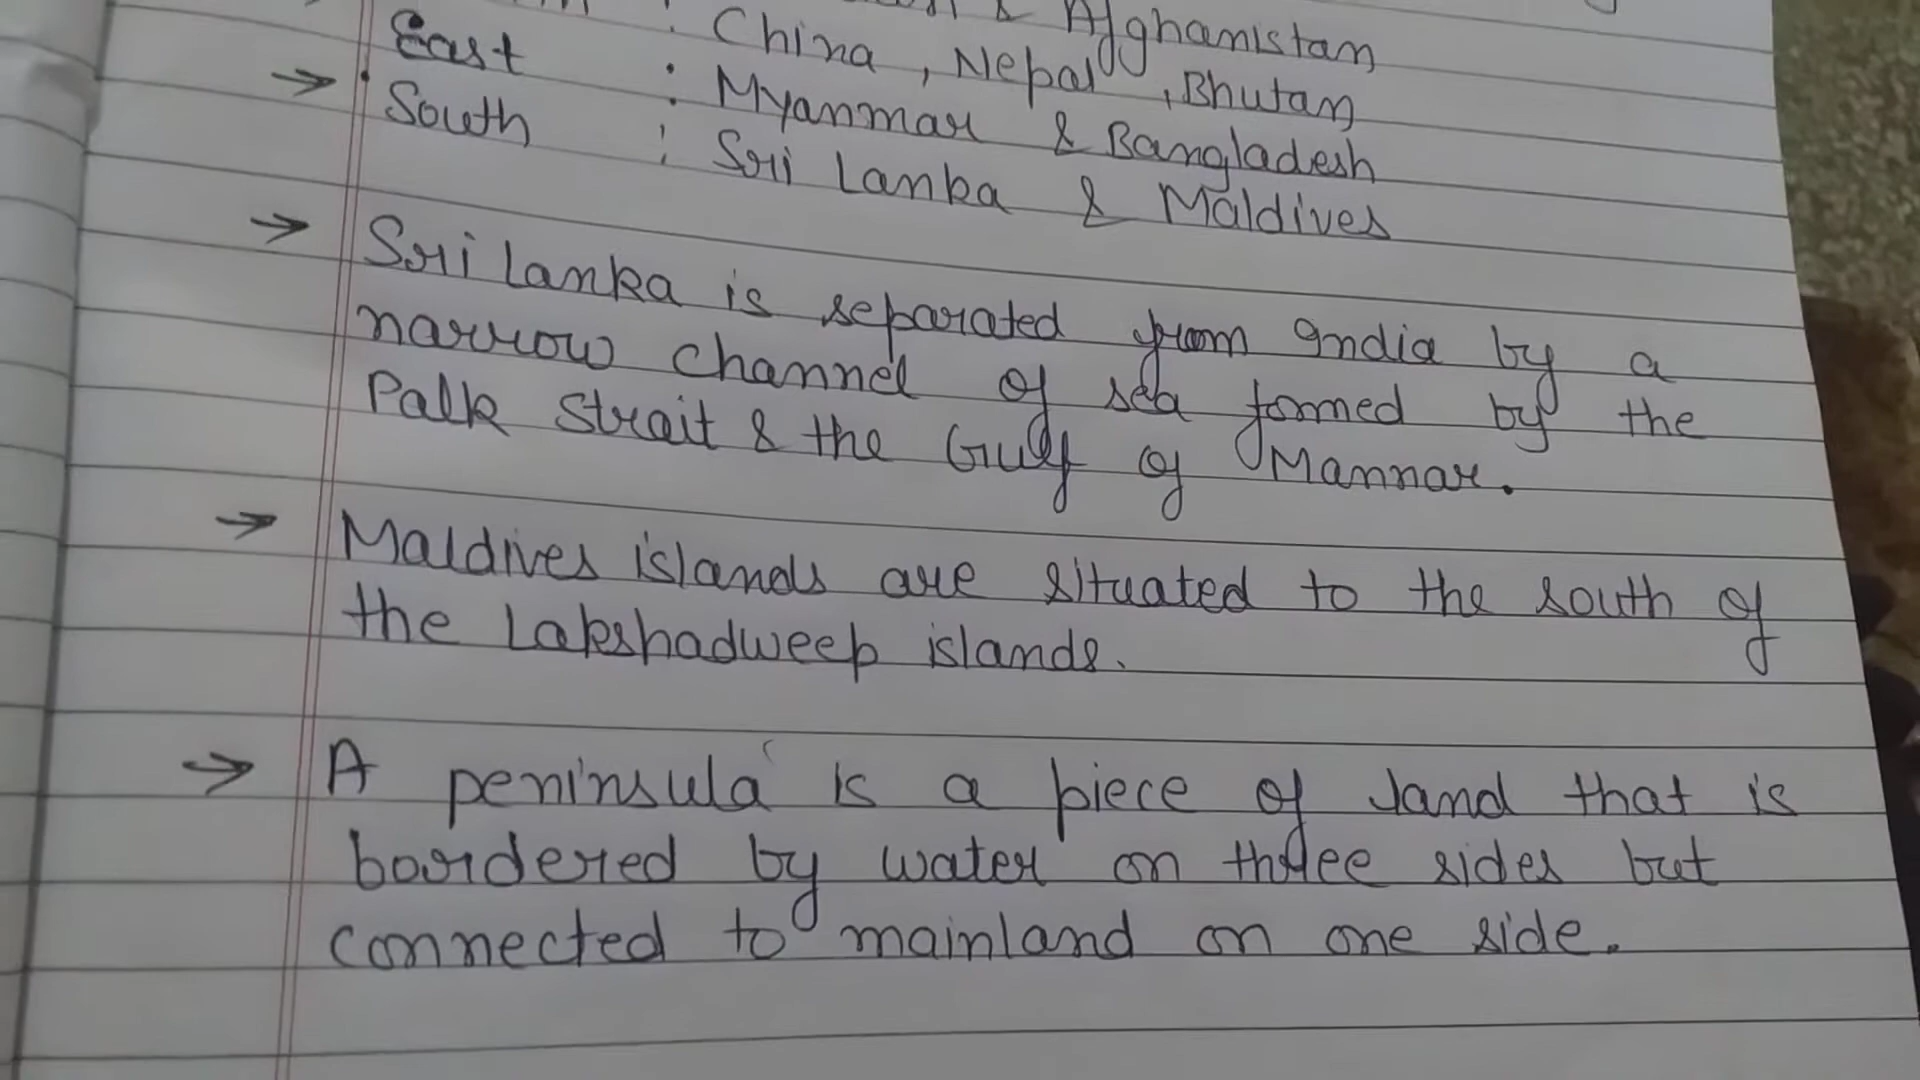 & Afghanistan
: China, Nepal, Bhutan
East : Myanmar & Bangladesh
→ South : Sri Lanka & Maldives
→ Sri Lanka is separated from India by a
narrow channel of sea formed by the
Palk Strait & the Gulf of Mannar.
→ Maldives islands are situated to the south of
the Lakshadweep islands.
→ A peninsula is a piece of land that is
bordered by water on three sides but
connected to mainland on one side.